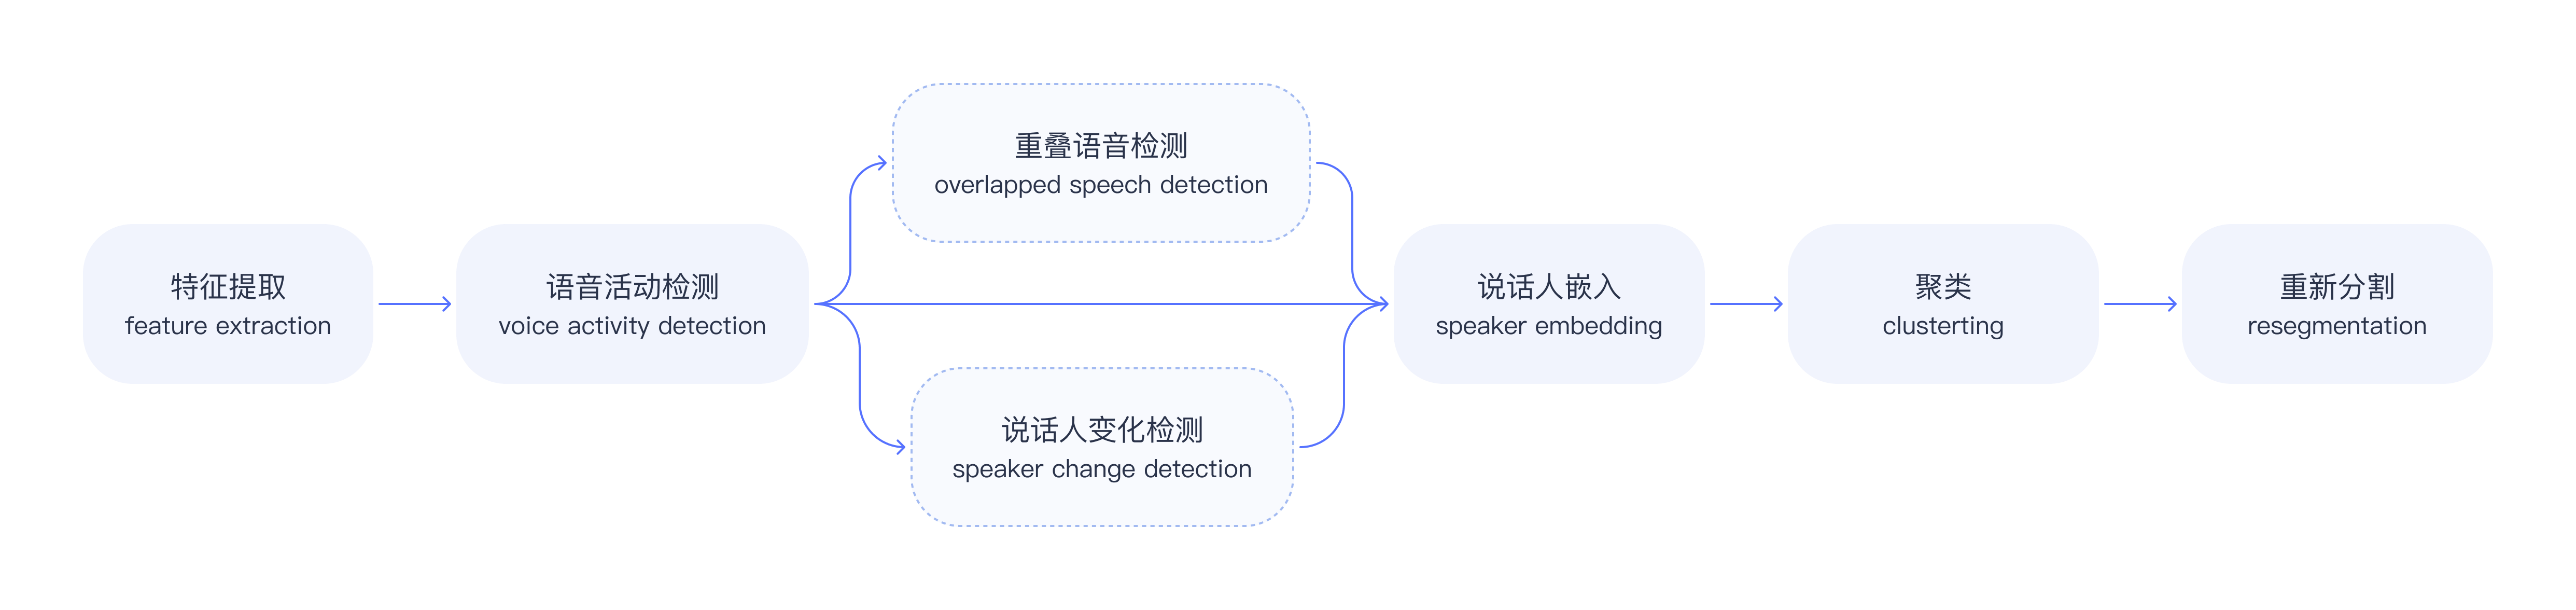 特征提取
feature extraction
语音活动检测
voice activity detection
重叠语音检测
overlapped speech detection
说话人变化检测
speaker change detection
说话人嵌入
speaker embedding
聚类
clusterting
重新分割
resegmentation